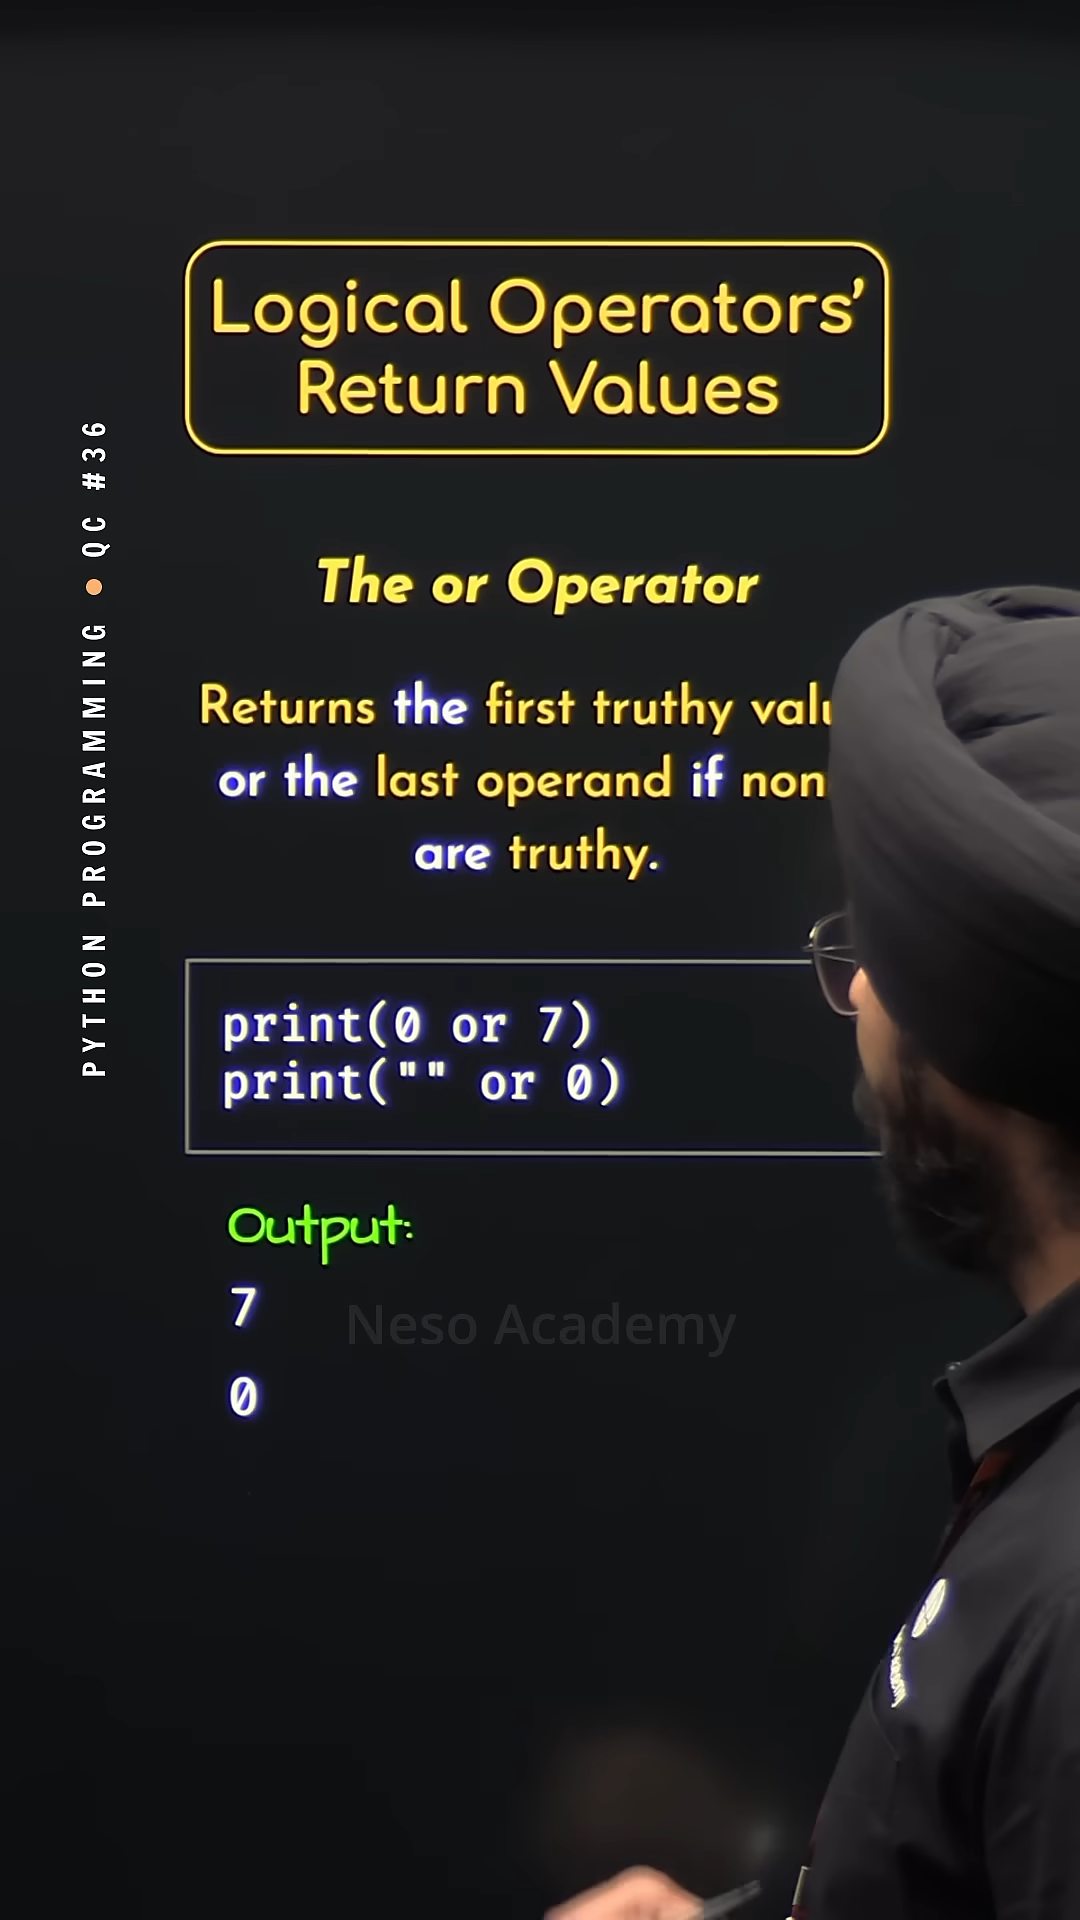 Logical Operators’
Return Values
PYTHON PROGRAMMING ● QC #36
The or Operator
Returns the first truthy
or the last operand if
are truthy.
print(0 or 7)
print("" or 0)
Output:
7
0
Neso Academy